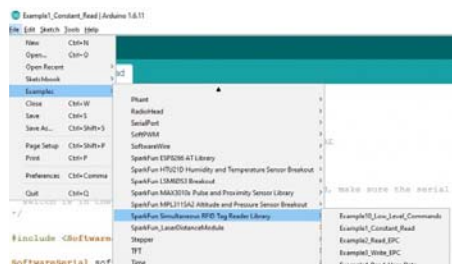 Example1_Constant_Read | Arduino 1.6.11
File Edit Sketch Tools Help
New Ctrl+N
Open... Ctrl+O
Open Recent
Sketchbook
Examples
Close Ctrl+W
Save Ctrl+S
Save As... Ctrl+Shift+S
Page Setup Ctrl+Shift+P
Print Ctrl+P
Preferences Ctrl+Comma
Quit Ctrl+Q
Phant
RadioHead
SerialPort
SoftPWM
SoftwareWire
SparkFun ESP8266 AT Library
SparkFun HTU21D Humidity and Temperature Sensor Breakout
SparkFun LSM6DS3 Breakout
SparkFun MAX3010x Pulse and Proximity Sensor Library
SparkFun MPL3115A2 Altitude and Pressure Sensor Breakout
SparkFun Simultaneous RFID Tag Reader Library
SparkFun_LaserDistanceModule
Stepper
TFT
Time
Example10_Low_Level_Commands
Example1_Constant_Read
Example2_Read_EPC
Example3_Write_EPC
, make sure the serial
*/
#include <Software
SoftwareSerial soft